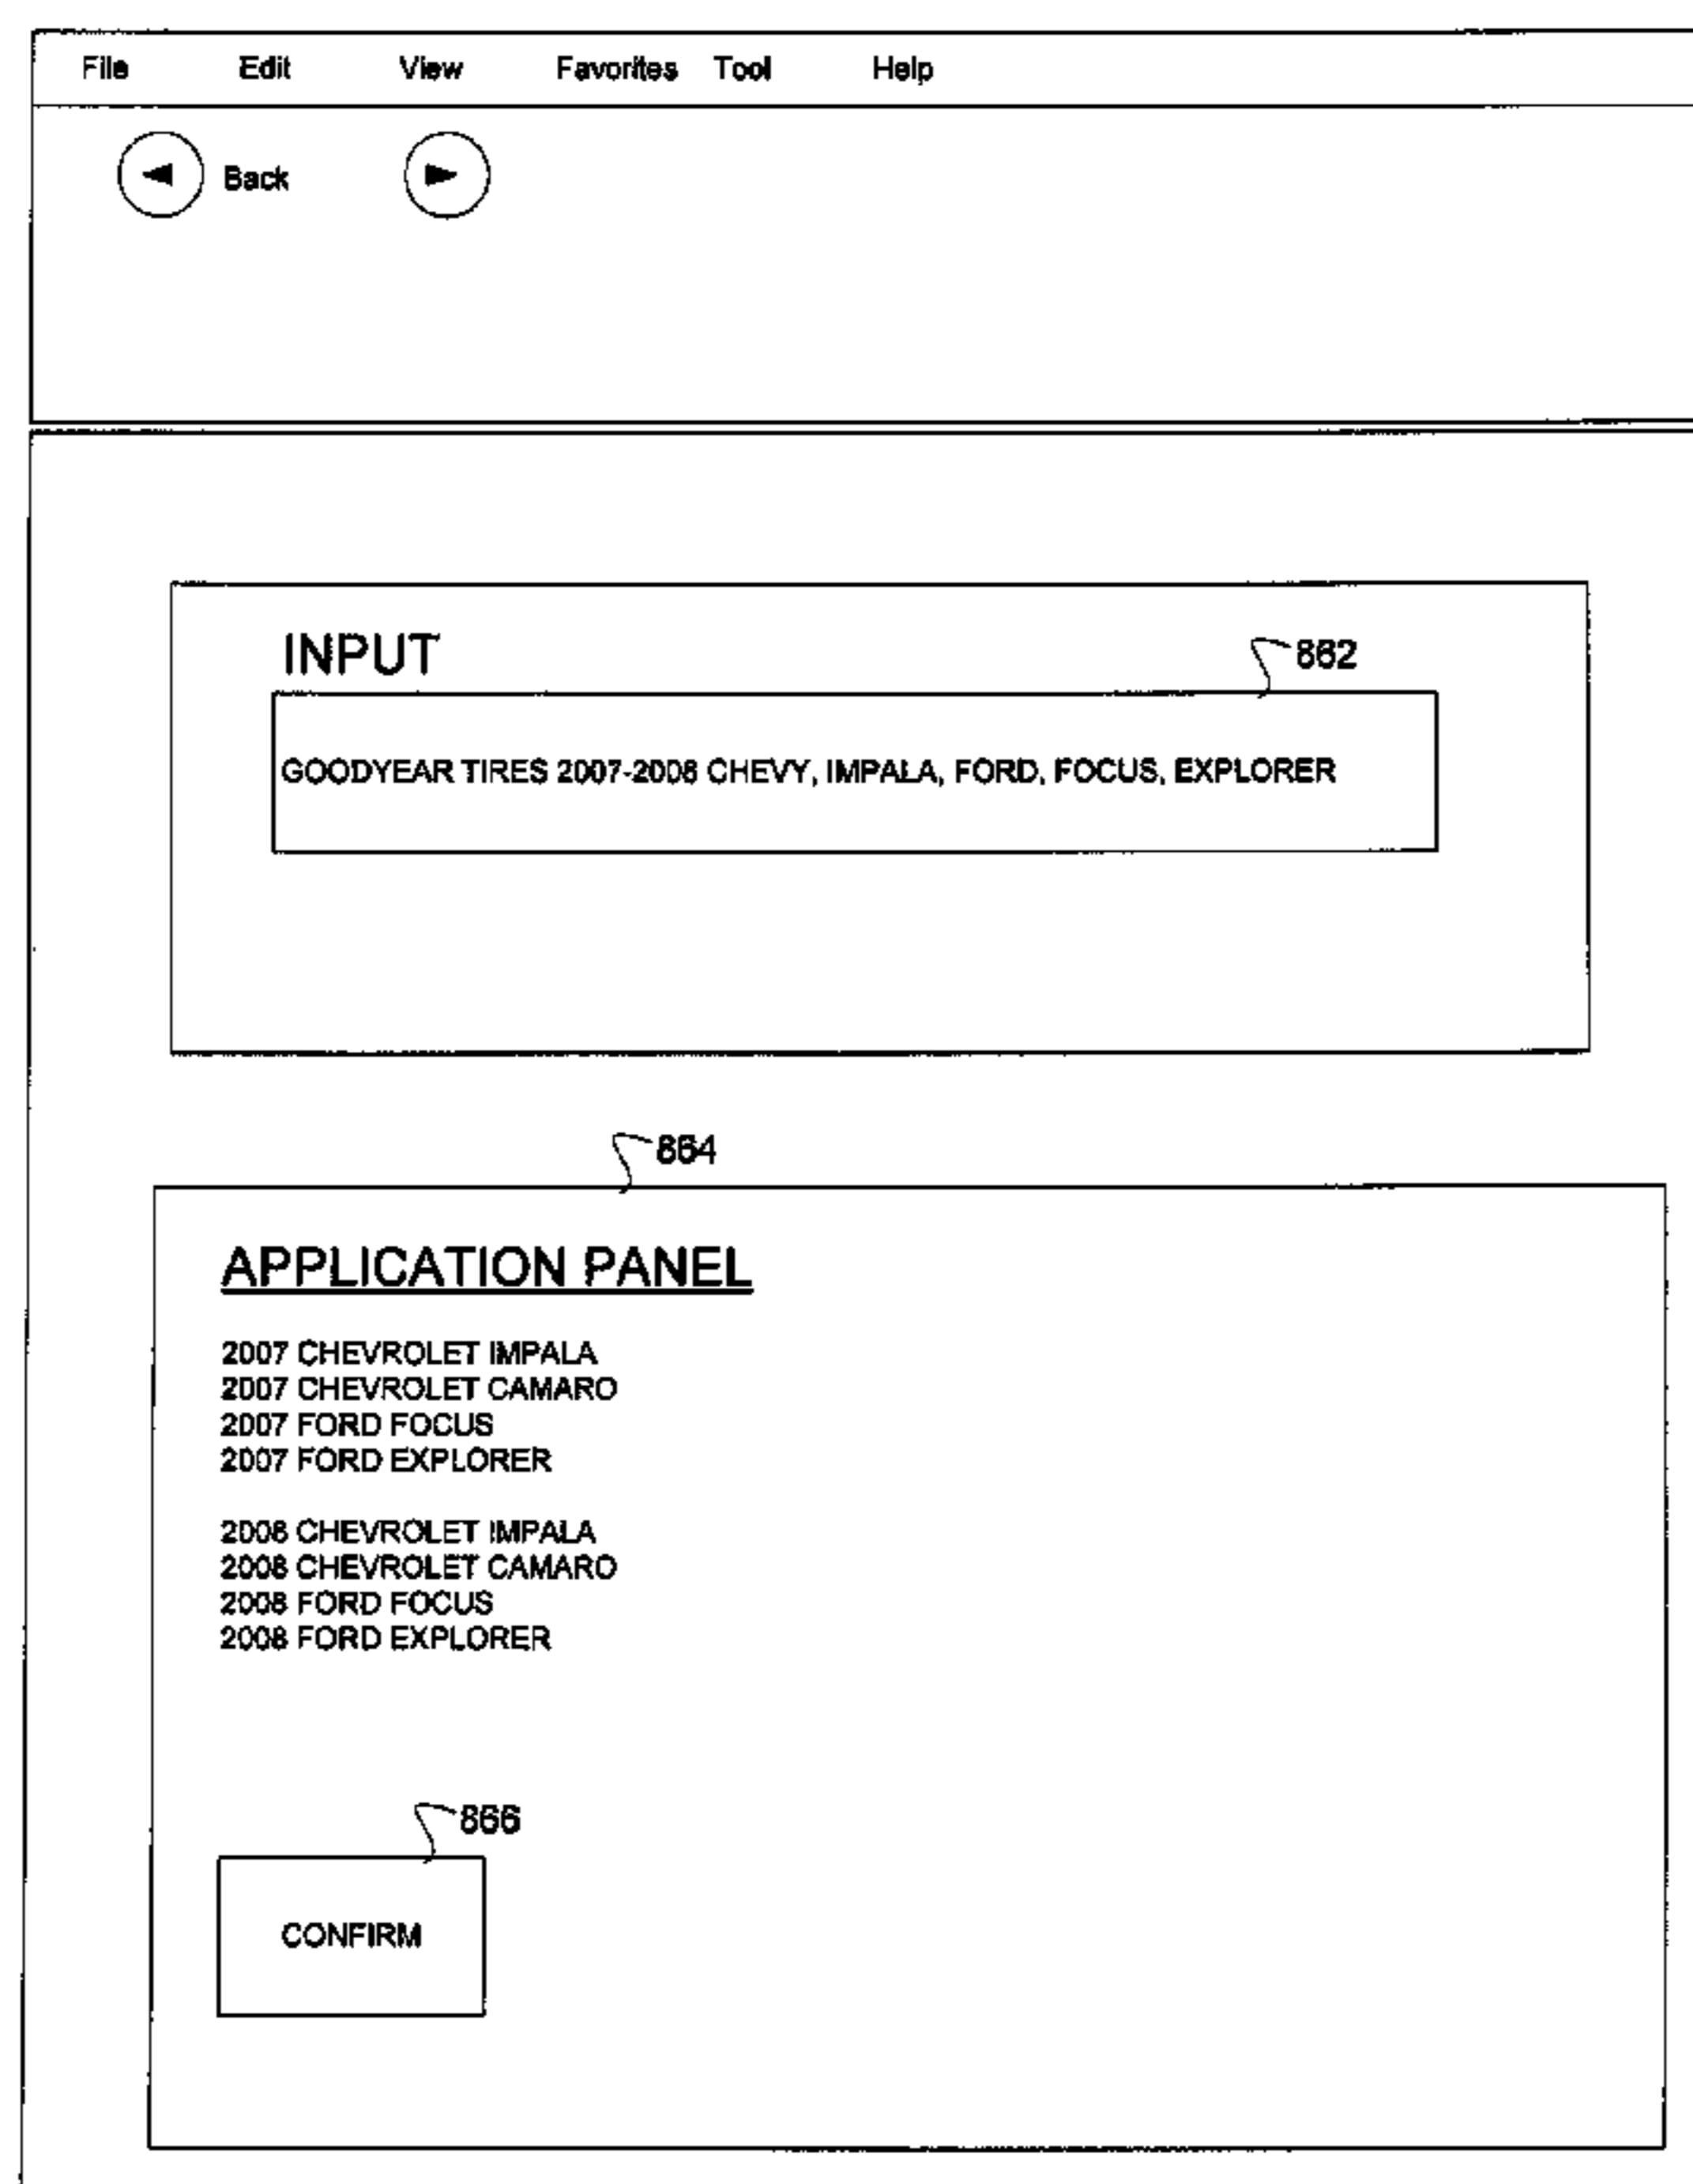 File Edit View Favorites Tool Help
Back
INPUT
862
GOODYEAR TIRES 2007-2008 CHEVY, IMPALA, FORD, FOCUS, EXPLORER
864
APPLICATION PANEL
2007 CHEVROLET IMPALA
2007 CHEVROLET CAMARO
2007 FORD FOCUS
2007 FORD EXPLORER
2008 CHEVROLET IMPALA
2008 CHEVROLET CAMARO
2008 FORD FOCUS
2008 FORD EXPLORER
866
CONFIRM